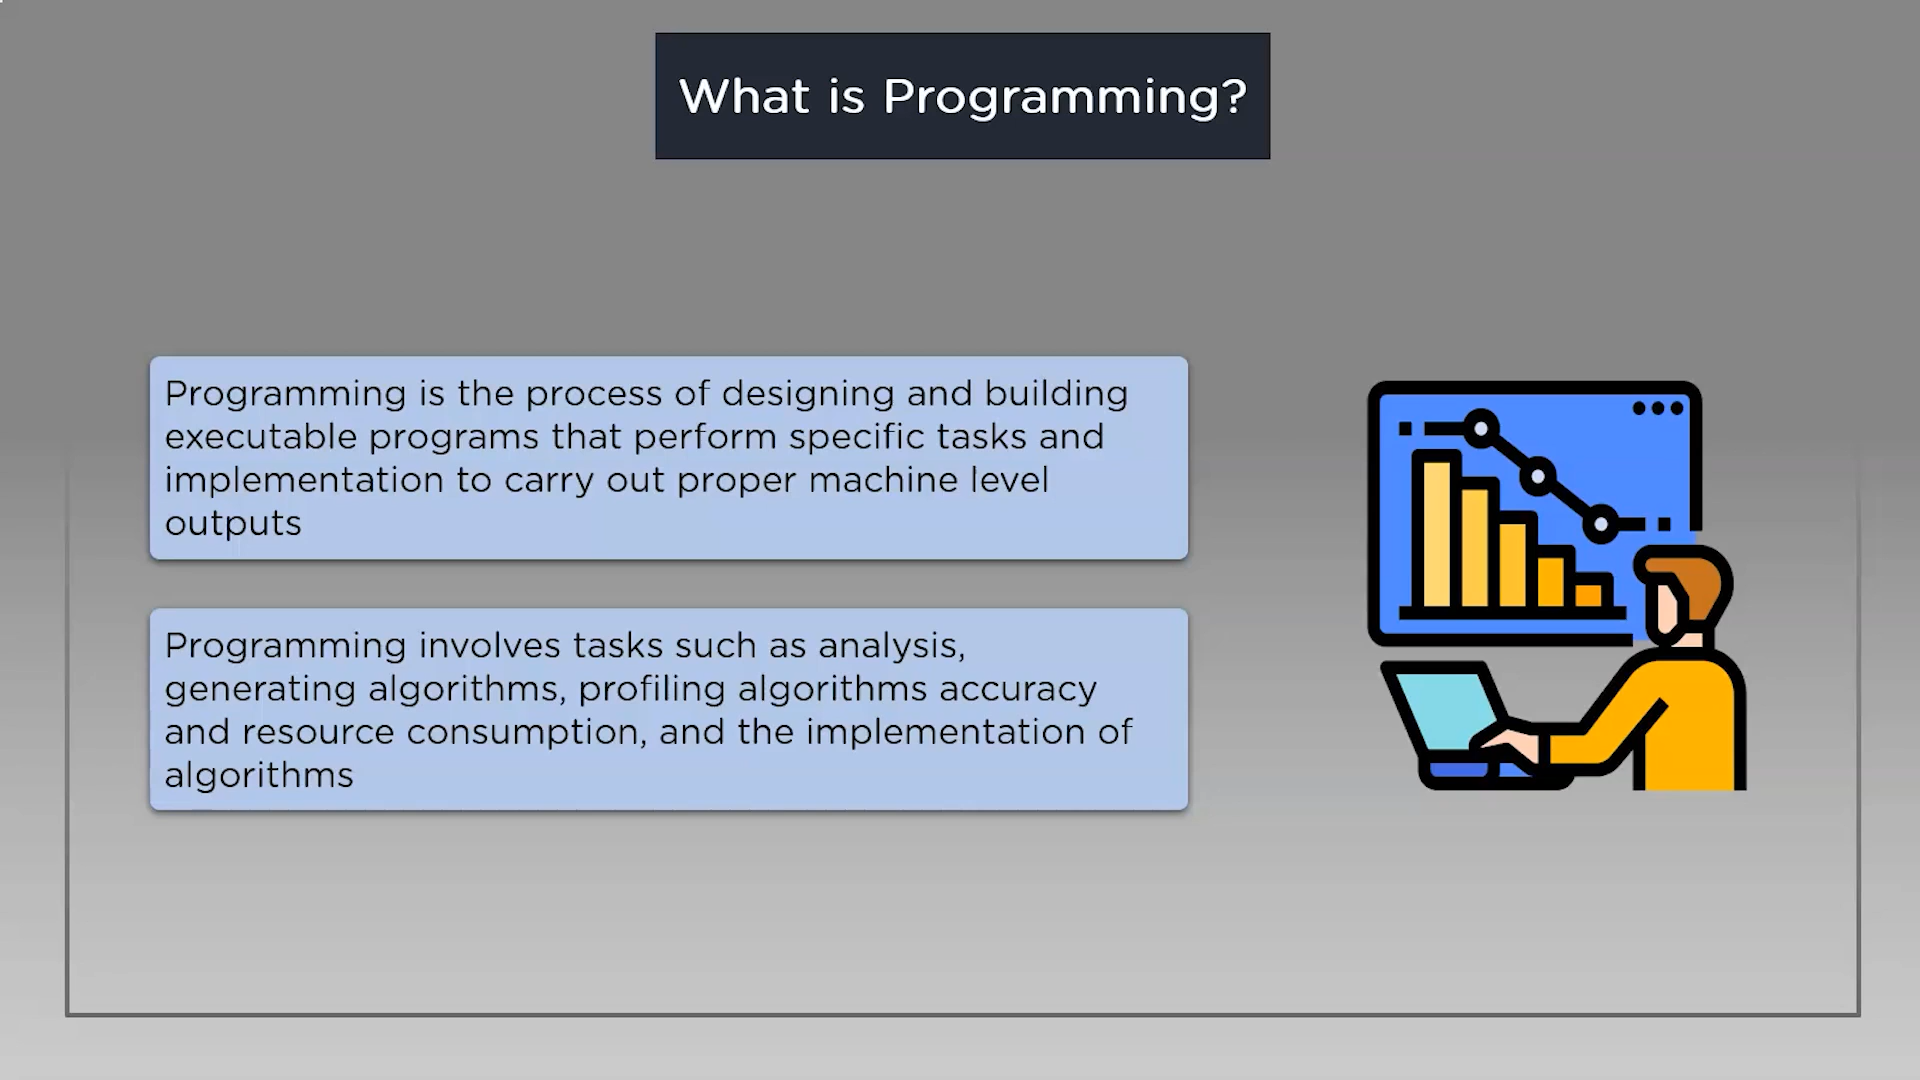 What is Programming?
Programming is the process of designing and building
executable programs that perform specific tasks and
implementation to carry out proper machine level
outputs
Programming involves tasks such as analysis,
generating algorithms, profiling algorithms accuracy
and resource consumption, and the implementation of
algorithms